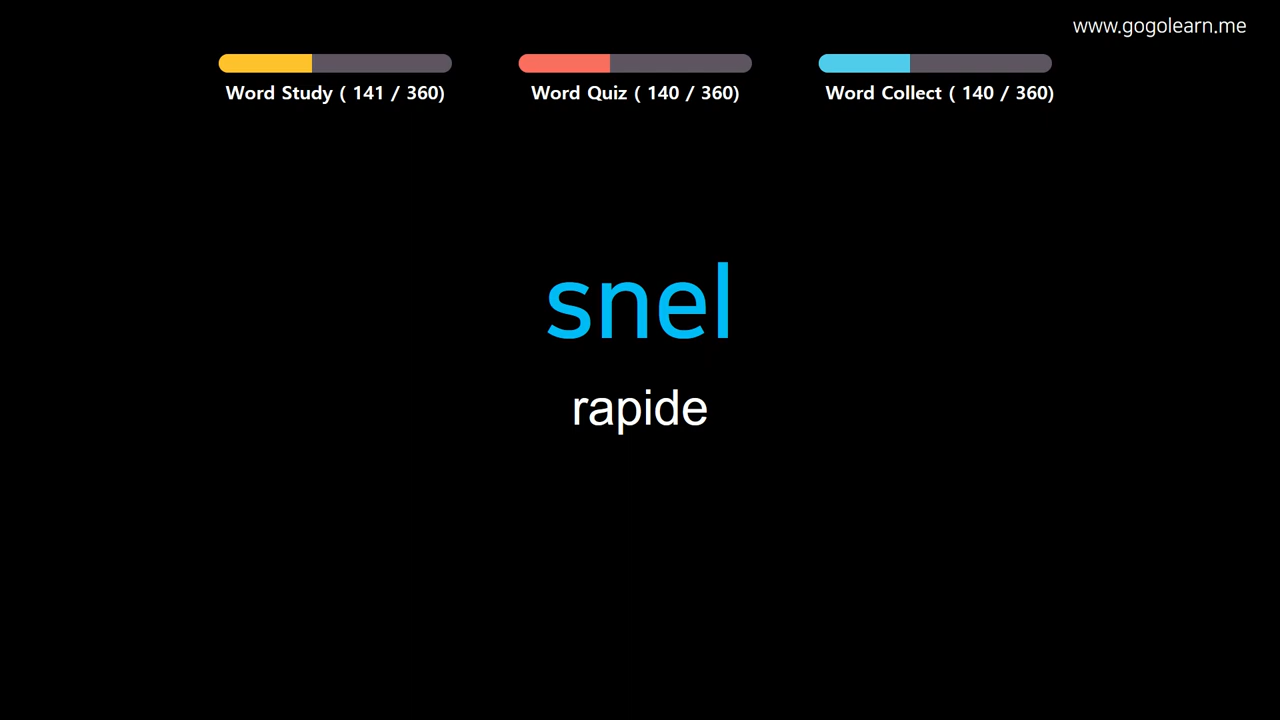 www.gogolearn.me
Word Study ( 141 / 360)
Word Quiz ( 140 / 360)
Word Collect ( 140 / 360)
snel
rapide